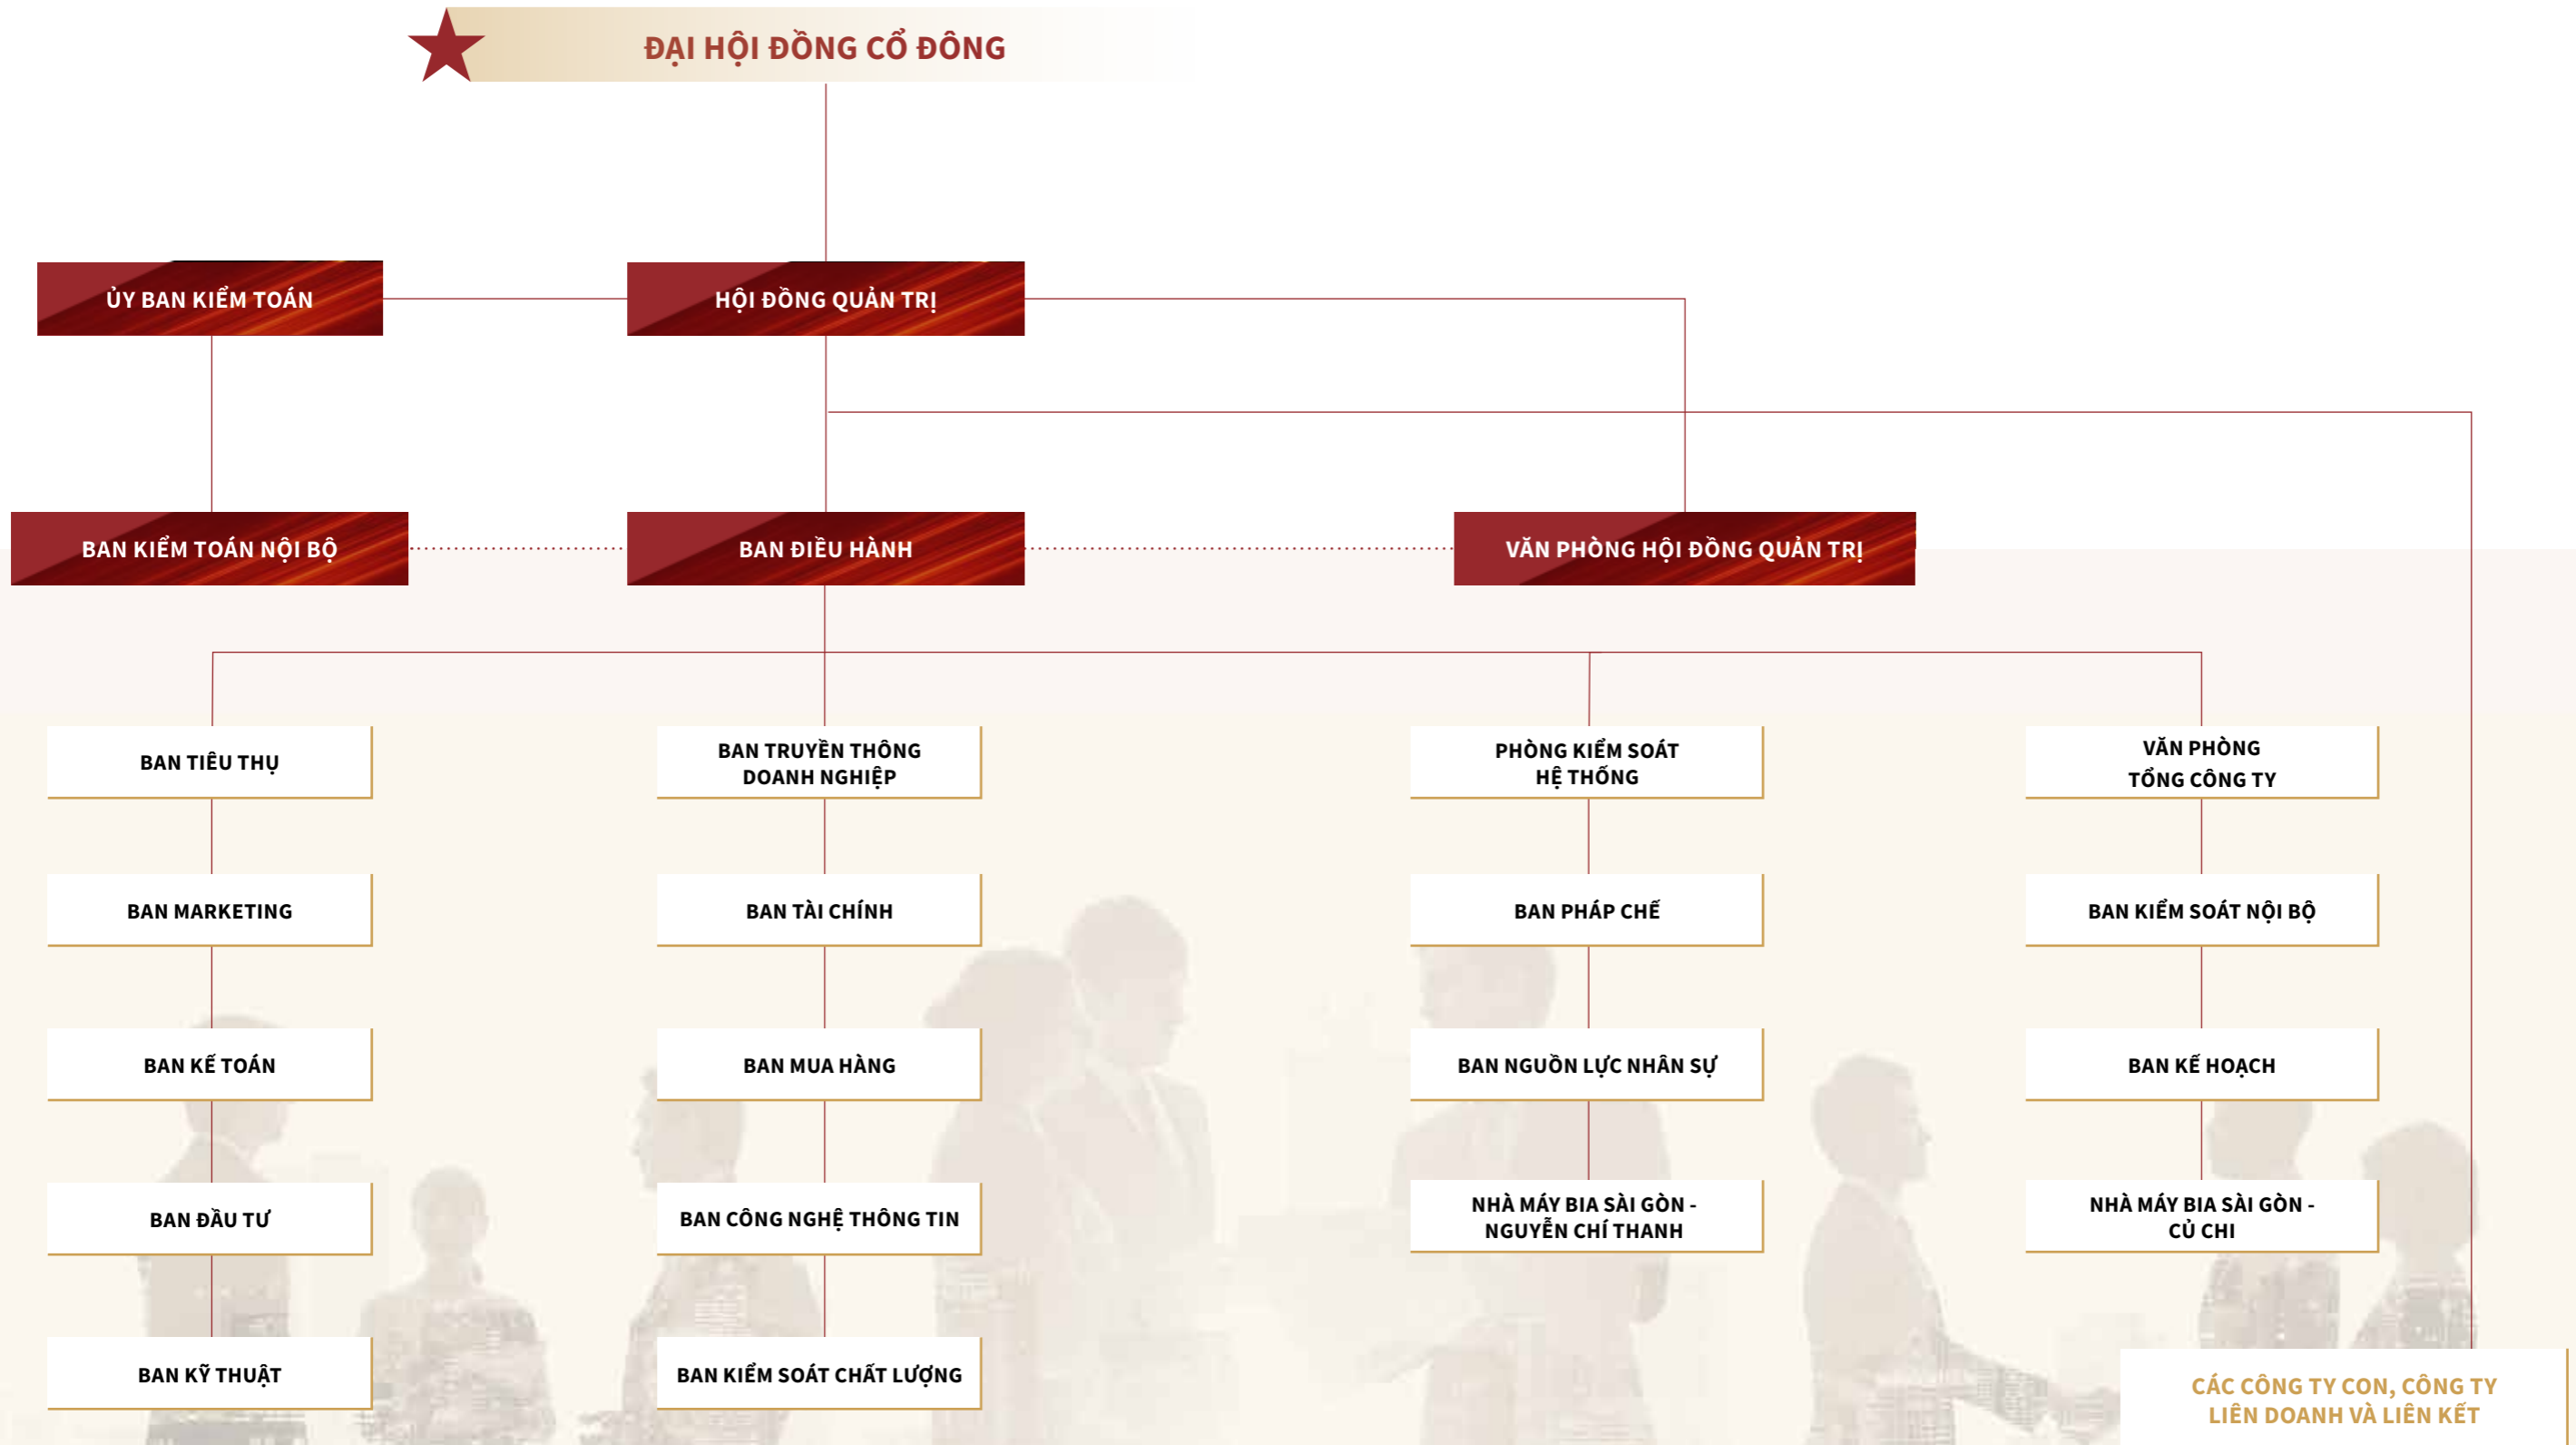 ĐẠI HỘI ĐỒNG CỔ ĐÔNG
ỦY BAN KIỂM TOÁN
HỘI ĐỒNG QUẢN TRỊ
BAN KIỂM TOÁN NỘI BỘ
BAN ĐIỀU HÀNH
VĂN PHÒNG HỘI ĐỒNG QUẢN TRỊ
BAN TIÊU THỤ
BAN TRUYỀN THÔNG
DOANH NGHIỆP
PHÒNG KIỂM SOÁT
HỆ THỐNG
VĂN PHÒNG
TỔNG CÔNG TY
BAN MARKETING
BAN TÀI CHÍNH
BAN PHÁP CHẾ
BAN KIỂM SOÁT NỘI BỘ
BAN KẾ TOÁN
BAN MUA HÀNG
BAN NGUỒN LỰC NHÂN SỰ
BAN KẾ HOẠCH
BAN ĐẦU TƯ
BAN CÔNG NGHỆ THÔNG TIN
NHÀ MÁY BIA SÀI GÒN -
NGUYỄN CHÍ THANH
NHÀ MÁY BIA SÀI GÒN -
CỦ CHI
BAN KỸ THUẬT
BAN KIỂM SOÁT CHẤT LƯỢNG
CÁC CÔNG TY CON, CÔNG TY
LIÊN DOANH VÀ LIÊN KẾT